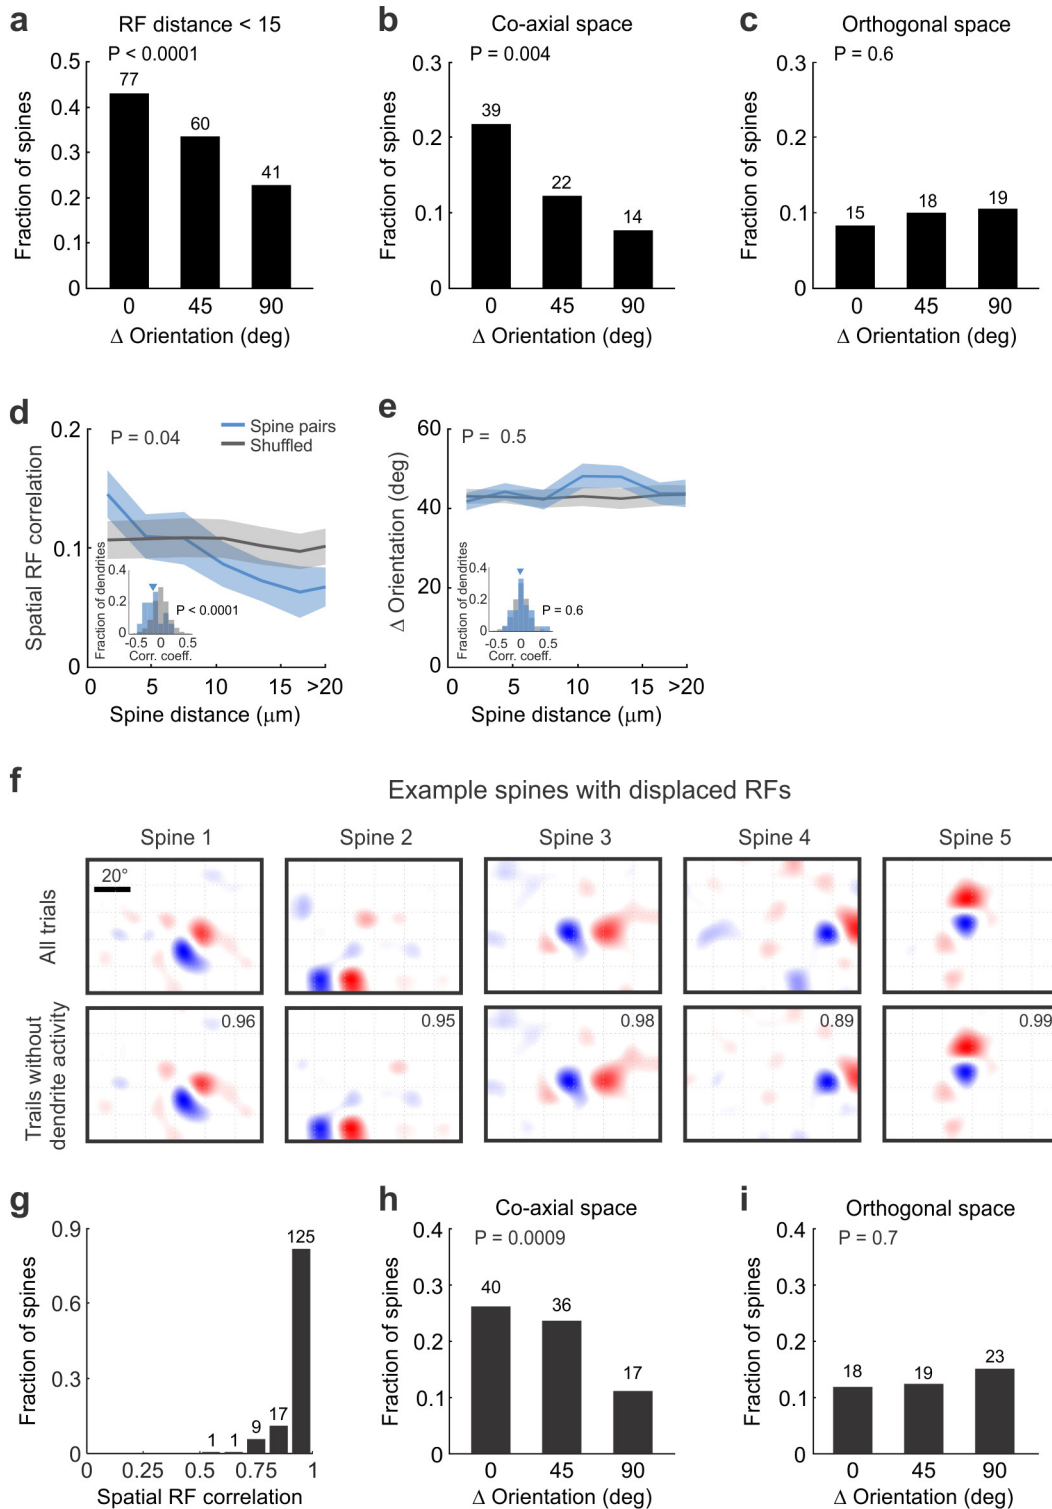 a
RF distance < 15
P < 0.0001
0.5
0.4
0.3
0.2
0.1
0
77
60
41
0 45 90
Δ Orientation (deg)
Fraction of spines
b
Co-axial space
P = 0.004
0.3
0.2
0.1
0
39
22
14
0 45 90
Δ Orientation (deg)
Fraction of spines
c
Orthogonal space
P = 0.6
0.3
0.2
0.1
0
15
18
19
0 45 90
Δ Orientation (deg)
Fraction of spines
d
P = 0.04
Spine pairs
Shuffled
0.2
0.1
0
Spatial RF correlation
0 5 10 15 >20
Spine distance (μm)
Fraction of dendrites
0.4
0.2
0
P < 0.0001
-0.5 0 0.5
Corr. coeff.
e
P = 0.5
60
40
20
0
Δ Orientation (deg)
0 5 10 15 >20
Spine distance (μm)
Fraction of dendrites
0.4
0.2
0
P = 0.6
-0.5 0 0.5
Corr. coeff.
f
Example spines with displaced RFs
Spine 1 Spine 2 Spine 3 Spine 4 Spine 5
All trials
20°
Trails without
dendrite activity
0.96 0.95 0.98 0.89 0.99
g
0.9
0.6
0.3
0
1 1 9 17 125
0 0.25 0.5 0.75 1
Spatial RF correlation
Fraction of spines
h
Co-axial space
P = 0.0009
0.4
0.3
0.2
0.1
0
40
36
17
0 45 90
Δ Orientation (deg)
Fraction of spines
i
Orthogonal space
P = 0.7
0.4
0.3
0.2
0.1
0
18
19
23
0 45 90
Δ Orientation (deg)
Fraction of spines